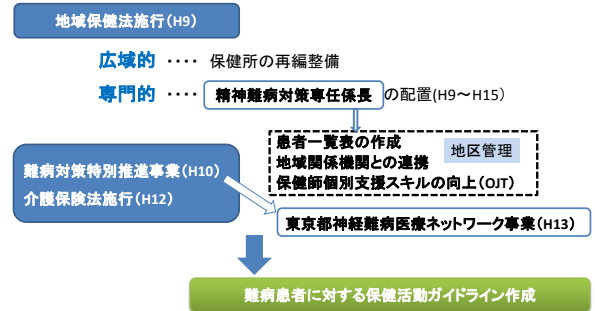 地域保健法施行(H9)
広域的 ‥‥ 保健所の再編整備
専門的 ‥‥ 精神難病対策専任係長 の配置(H9～H15)
患者一覧表の作成
地域関係機関との連携 地区管理
保健師個別支援スキルの向上(OJT)
難病対策特別推進事業(H10)
介護保険法施行(H12)
東京都神経難病医療ネットワーク事業(H13)
難病患者に対する保健活動ガイドライン作成